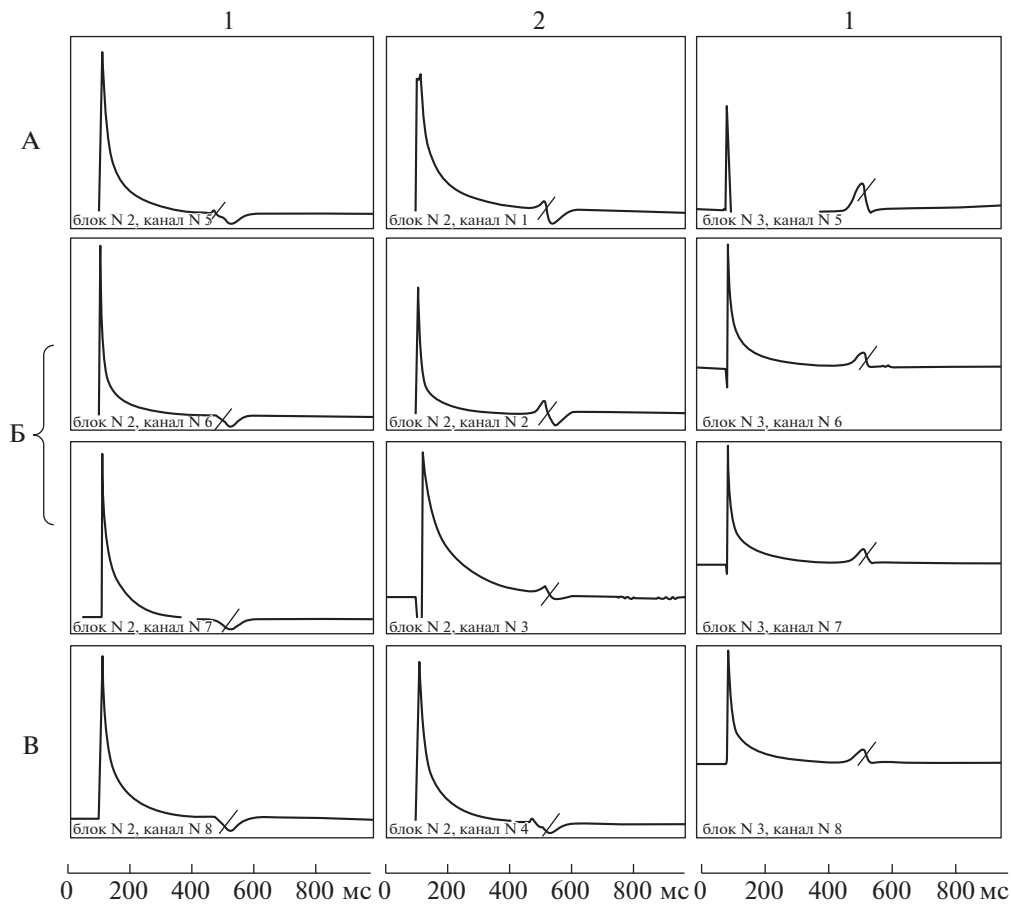 1 2 1
А
блок N 2, канал N 5 блок N 2, канал N 1 блок N 3, канал N 5
Б
блок N 2, канал N 6 блок N 2, канал N 2 блок N 3, канал N 6
блок N 2, канал N 7 блок N 2, канал N 3 блок N 3, канал N 7
В
блок N 2, канал N 8 блок N 2, канал N 4 блок N 3, канал N 8
0 200 400 600 800 мс 0 200 400 600 800 мс 0 200 400 600 800 мс